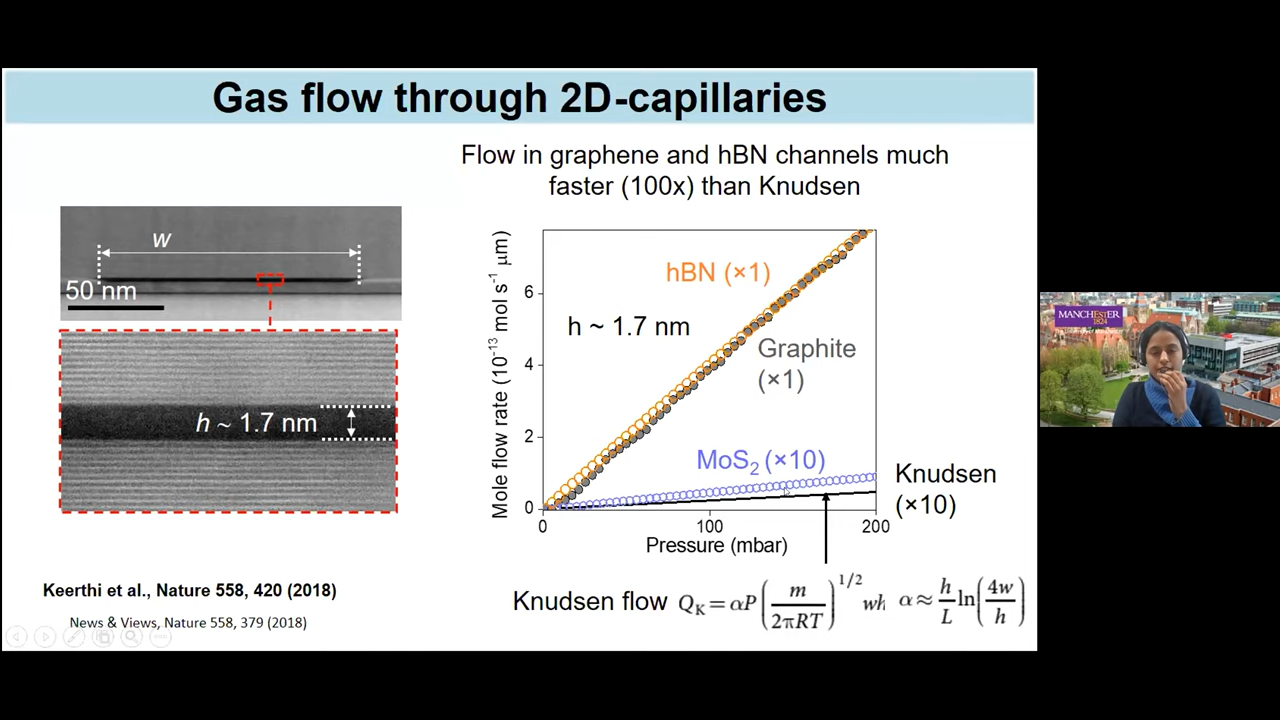 Gas flow through 2D-capillaries
Flow in graphene and hBN channels much
faster (100x) than Knudsen
w
50 nm
h ~ 1.7 nm
Mole flow rate (10⁻¹³ mol s⁻¹ μm)
6
4
2
0
hBN (×1)
h ~ 1.7 nm
Graphite
(×1)
MoS₂ (×10)
Knudsen
(×10)
0
100
200
Pressure (mbar)
Keerthi et al., Nature 558, 420 (2018)
News & Views, Nature 558, 379 (2018)
Knudsen flow Q_K = αP (m / 2πRT)^1/2 wh α ≈ h/L ln(4w/h)
MANCHESTER
1824